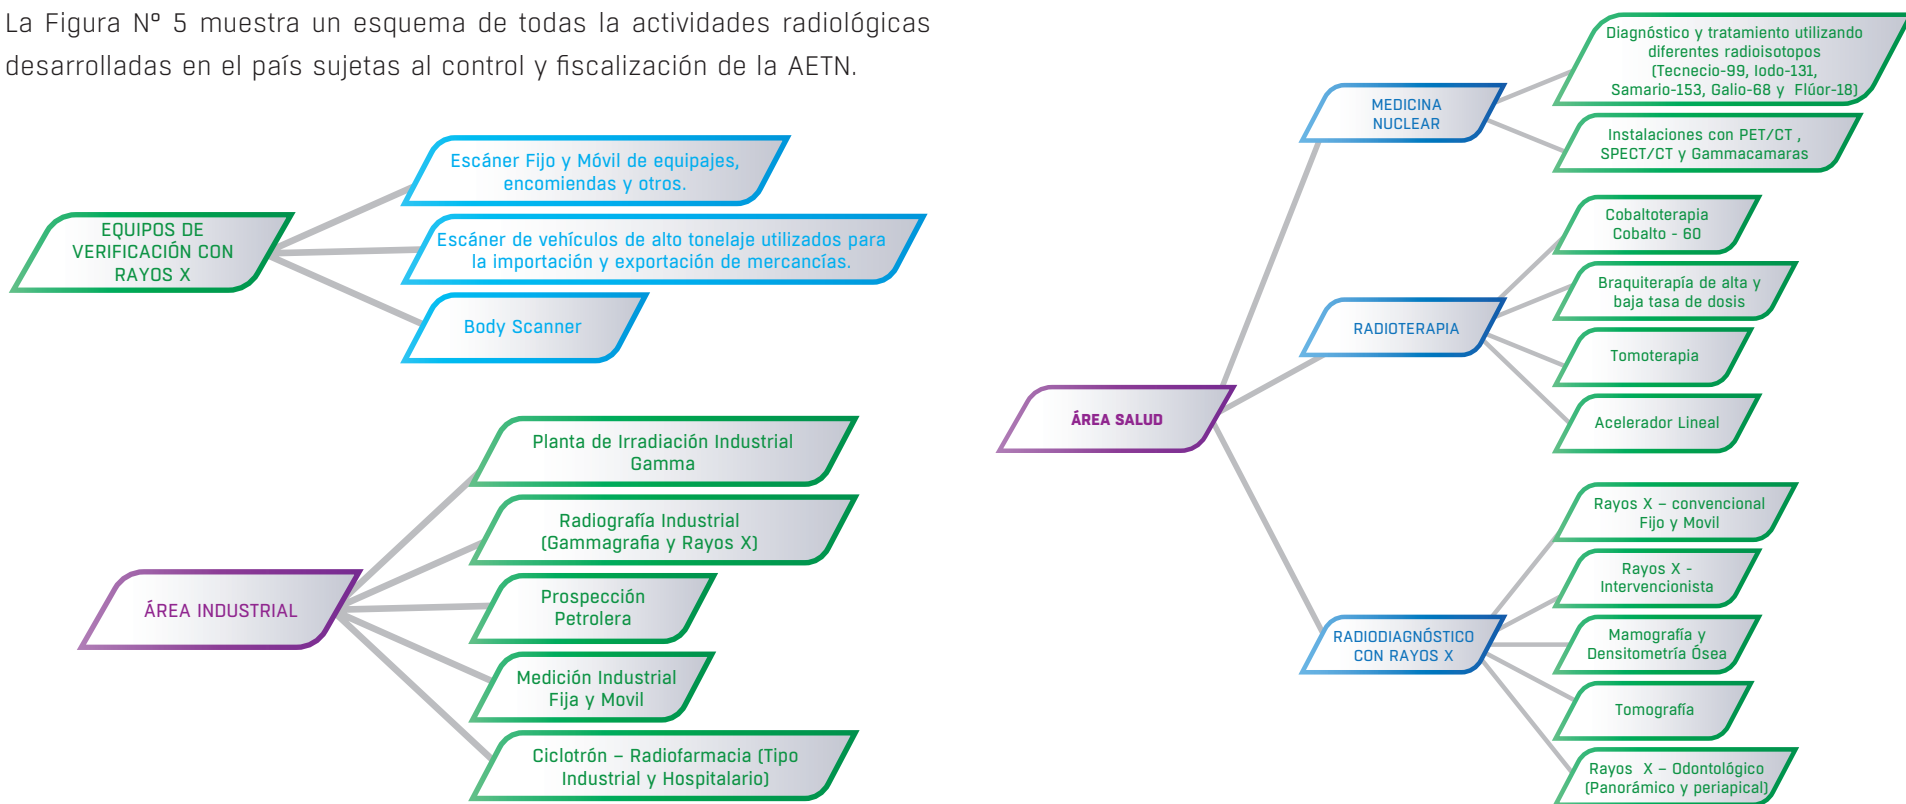 La Figura Nº 5 muestra un esquema de todas la actividades radiológicas
desarrolladas en el país sujetas al control y fiscalización de la AETN.
EQUIPOS DE
VERIFICACIÓN CON
RAYOS X
Escáner Fijo y Móvil de equipajes,
encomiendas y otros.
Escáner de vehículos de alto tonelaje utilizados para
la importación y exportación de mercancías.
Body Scanner
ÁREA INDUSTRIAL
Planta de Irradiación Industrial
Gamma
Radiografía Industrial
(Gammagrafia y Rayos X)
Prospección
Petrolera
Medición Industrial
Fija y Movil
Ciclotrón – Radiofarmacia (Tipo
Industrial y Hospitalario)
ÁREA SALUD
MEDICINA
NUCLEAR
Diagnóstico y tratamiento utilizando
diferentes radioisotopos
(Tecnecio-99, Iodo-131,
Samario-153, Galio-68 y Flúor-18)
Instalaciones con PET/CT ,
SPECT/CT y Gammacamaras
RADIOTERAPIA
Cobaltoterapia
Cobalto - 60
Braquiterapía de alta y
baja tasa de dosis
Tomoterapia
Acelerador Lineal
RADIODIAGNÓSTICO
CON RAYOS X
Rayos X – convencional
Fijo y Movil
Rayos X -
Intervencionista
Mamografía y
Densitometría Ósea
Tomografía
Rayos X – Odontológico
(Panorámico y periapical)